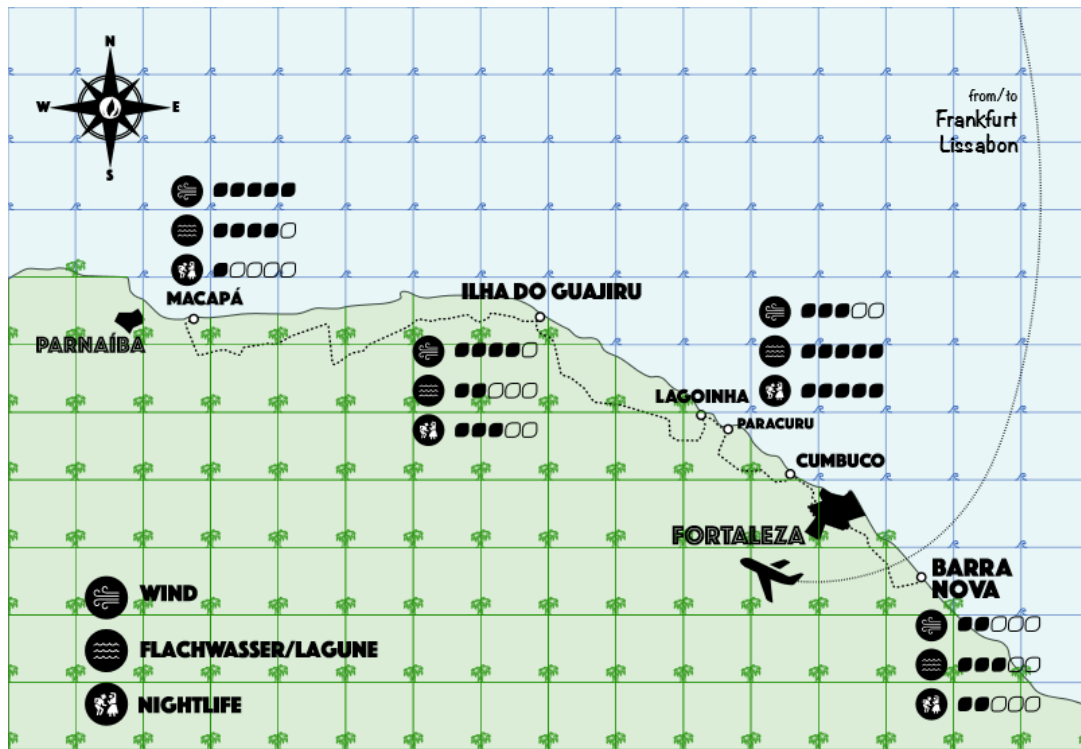 N
W
E
S
from/to
Frankfurt
Lissabon
MACAPÁ
ILHA DO GUAJIRU
PARNAÍBA
LAGOINHA
PARACURU
CUMBUCO
FORTALEZA
BARRA
NOVA
WIND
FLACHWASSER/LAGUNE
NIGHTLIFE